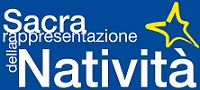 Sacra
rappresentazione
della
Natività